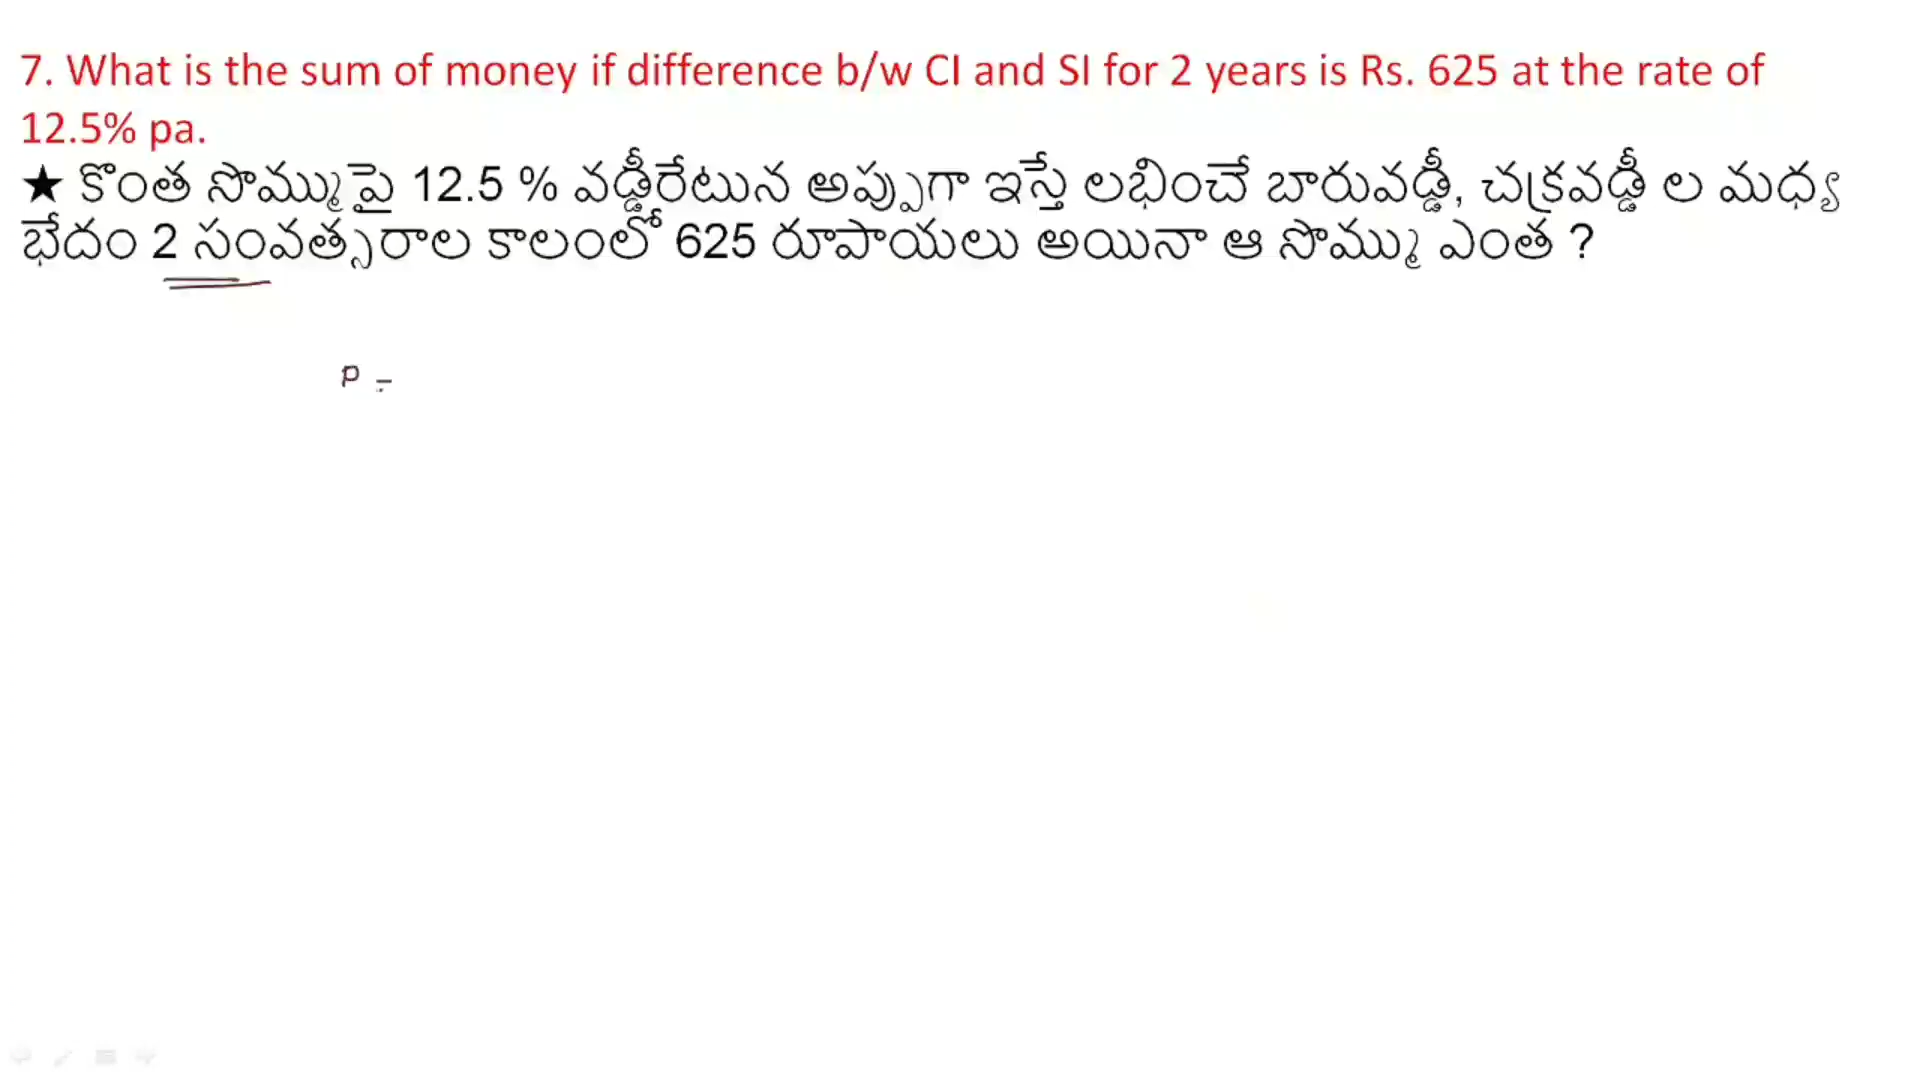 7. What is the sum of money if difference b/w CI and SI for 2 years is Rs. 625 at the rate of
12.5% pa.
★ కొంత సొమ్ముపై 12.5 % వడ్డీరేటున అప్పుగా ఇస్తే లభించే బారువడ్డీ, చక్రవడ్డీ ల మధ్య
భేదం 2 సంవత్సరాల కాలంలో 625 రూపాయలు అయినా ఆ సొమ్ము ఎంత ?
P =